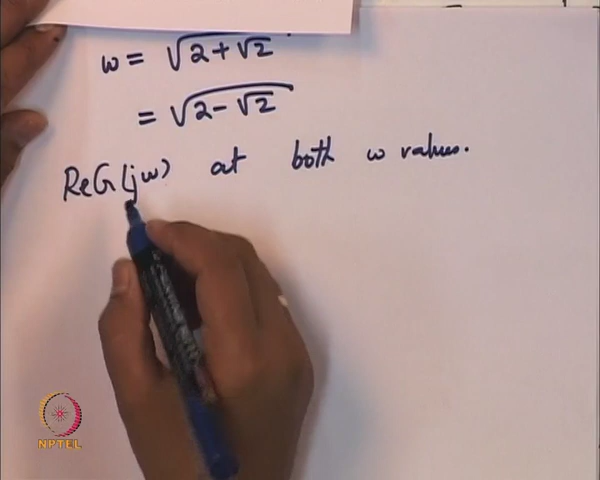 ω = √2+√2
= √2-√2
ReG(jω) at both ω values.
NPTEL